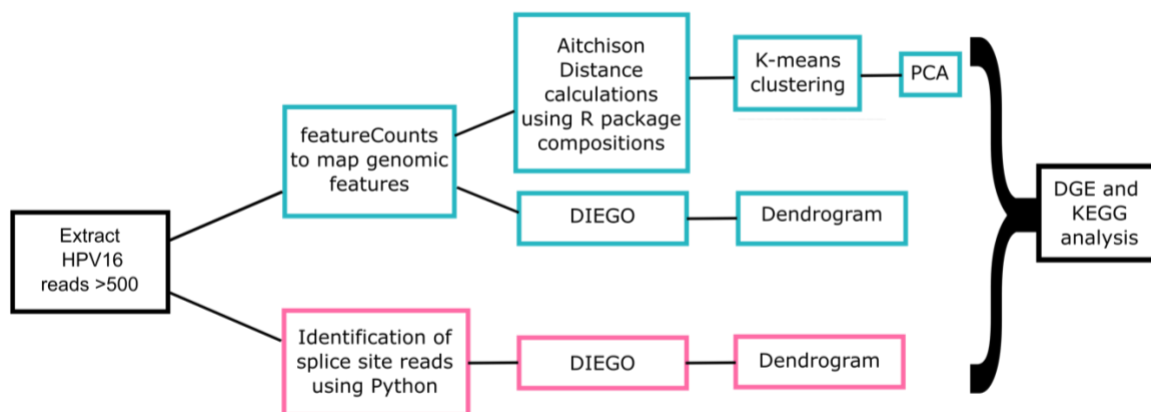 Extract
HPV16
reads >500
featureCounts
to map genomic
features
Aitchison
Distance
calculations
using R package
compositions
K-means
clustering
PCA
DIEGO
Dendrogram
Identification of
splice site reads
using Python
DIEGO
Dendrogram
DGE and
KEGG
analysis